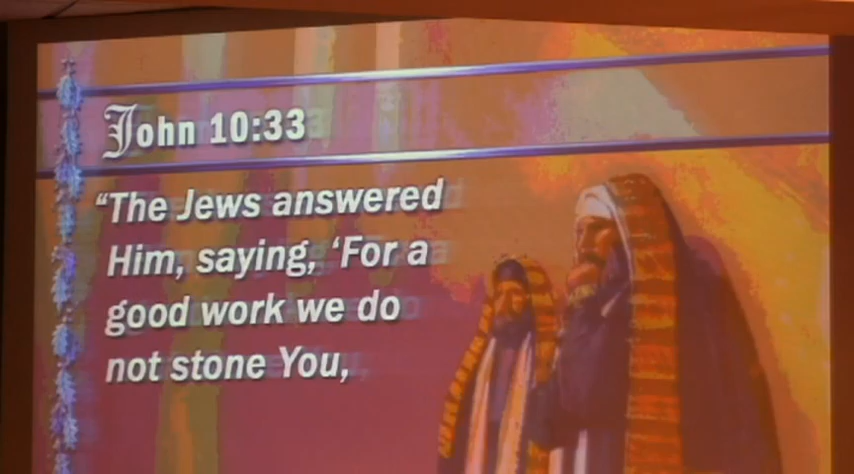 John 10:33
“The Jews answered
Him, saying, ‘For a
good work we do
not stone You,